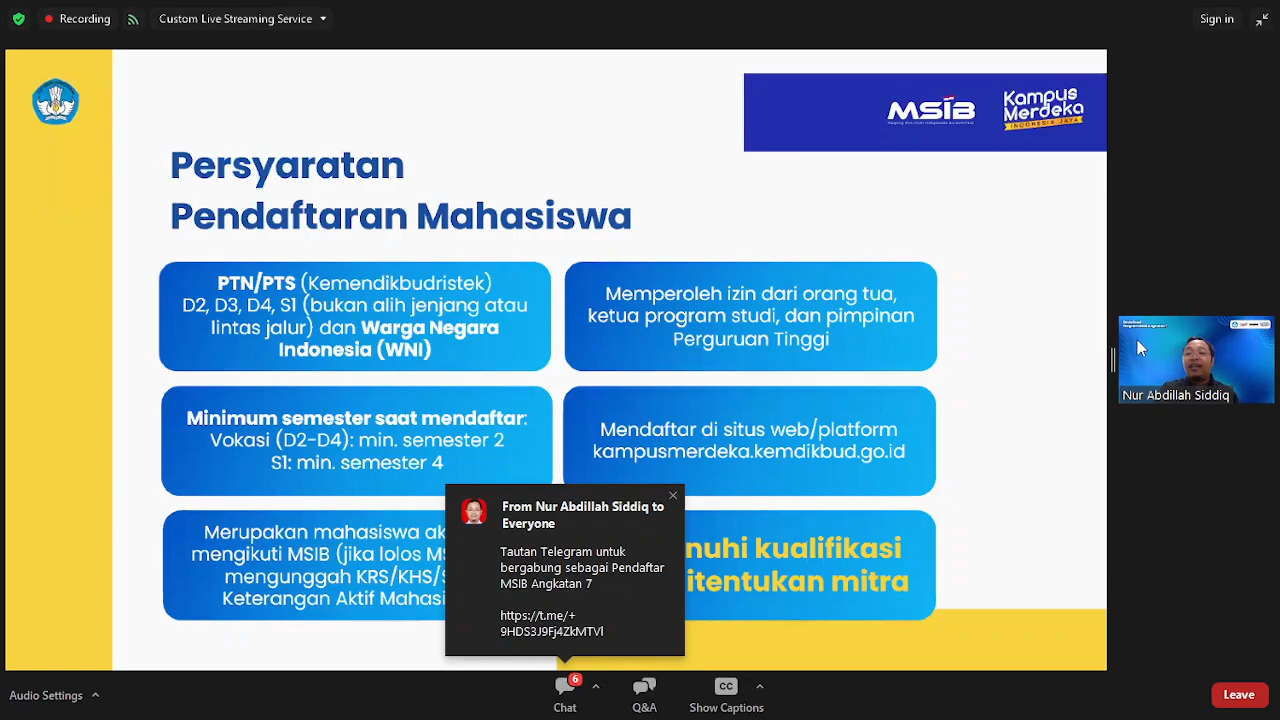 Recording
Custom Live Streaming Service
Sign in
MSIB
Kampus
Merdeka
INDONESIA JAYA
Persyaratan
Pendaftaran Mahasiswa
PTN/PTS (Kemendikbudristek)
D2, D3, D4, S1 (bukan alih jenjang atau
lintas jalur) dan Warga Negara
Indonesia (WNI)
Memperoleh izin dari orang tua,
ketua program studi, dan pimpinan
Perguruan Tinggi
Minimum semester saat mendaftar:
Vokasi (D2-D4): min. semester 2
S1: min. semester 4
Mendaftar di situs web/platform
kampusmerdeka.kemdikbud.go.id
Merupakan mahasiswa ak
mengikuti MSIB (jika lolos MS
mengunggah KRS/KHS/S
Keterangan Aktif Mahasi
nuhi kualifikasi
itentukan mitra
From Nur Abdillah Siddiq to
Everyone
Tautan Telegram untuk
bergabung sebagai Pendaftar
MSIB Angkatan 7
https://t.me/+
9HDS3J9Fj4ZkMTVl
Nur Abdillah Siddiq
Audio Settings
6
Chat
Q&A
CC
Show Captions
Leave